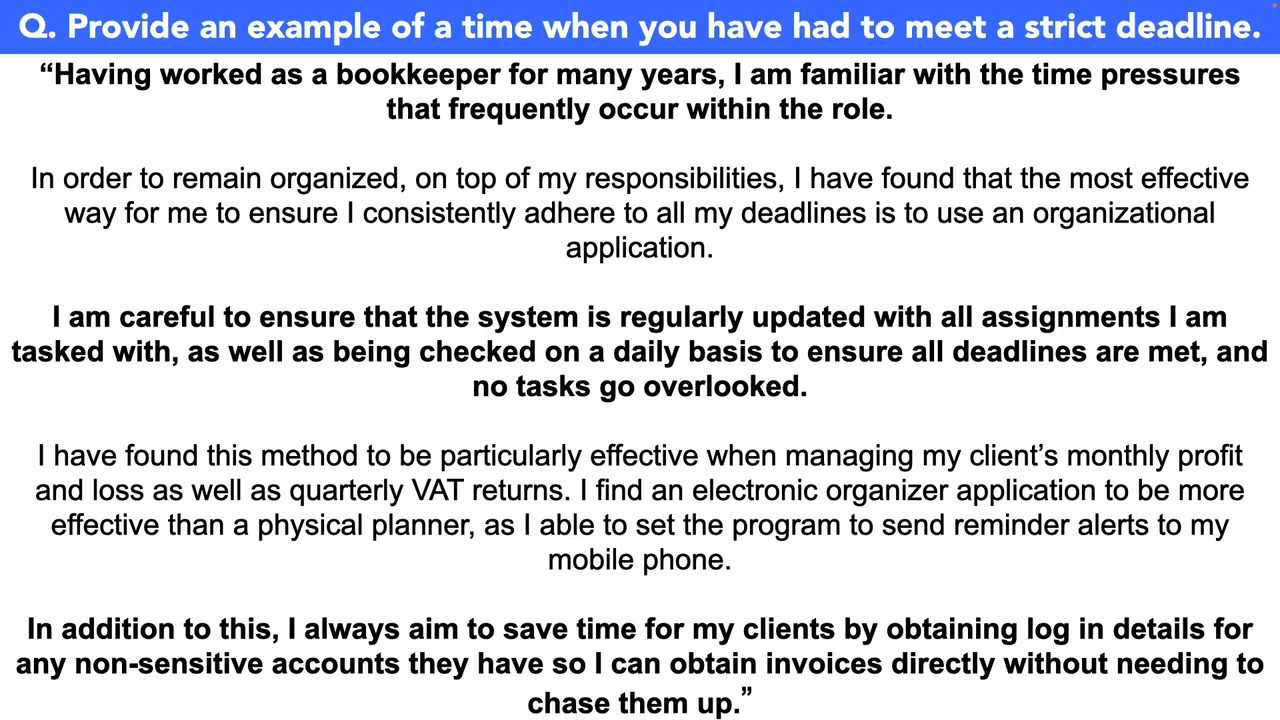 Q. Provide an example of a time when you have had to meet a strict deadline.
“Having worked as a bookkeeper for many years, I am familiar with the time pressures
that frequently occur within the role.
In order to remain organized, on top of my responsibilities, I have found that the most effective
way for me to ensure I consistently adhere to all my deadlines is to use an organizational
application.
I am careful to ensure that the system is regularly updated with all assignments I am
tasked with, as well as being checked on a daily basis to ensure all deadlines are met, and
no tasks go overlooked.
I have found this method to be particularly effective when managing my client’s monthly profit
and loss as well as quarterly VAT returns. I find an electronic organizer application to be more
effective than a physical planner, as I able to set the program to send reminder alerts to my
mobile phone.
In addition to this, I always aim to save time for my clients by obtaining log in details for
any non-sensitive accounts they have so I can obtain invoices directly without needing to
chase them up.”